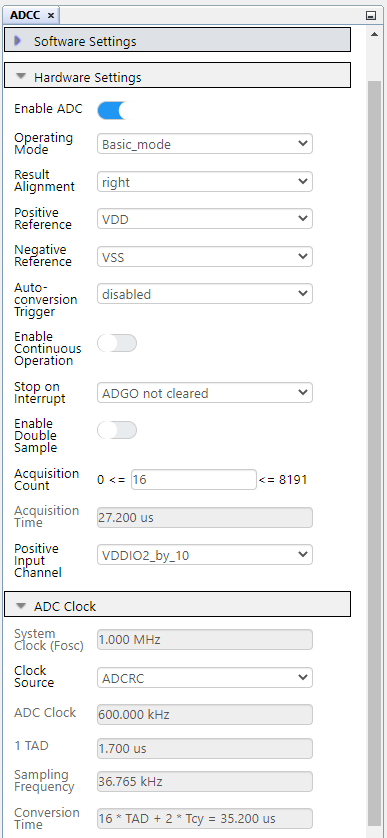 ADCC ×
Software Settings
Hardware Settings
Enable ADC
Operating
Mode
Basic_mode
Result
Alignment
right
Positive
Reference
VDD
Negative
Reference
VSS
Auto-
conversion
Trigger
disabled
Enable
Continuous
Operation
Stop on
Interrupt
ADGO not cleared
Enable
Double
Sample
Acquisition
Count
0 <= 16 <= 8191
Acquisition
Time
27.200 us
Positive
Input
Channel
VDDIO2_by_10
ADC Clock
System
Clock (Fosc)
1.000 MHz
Clock
Source
ADCRC
ADC Clock
600.000 kHz
1 TAD
1.700 us
Sampling
Frequency
36.765 kHz
Conversion
Time
16 * TAD + 2 * Tcy = 35.200 us